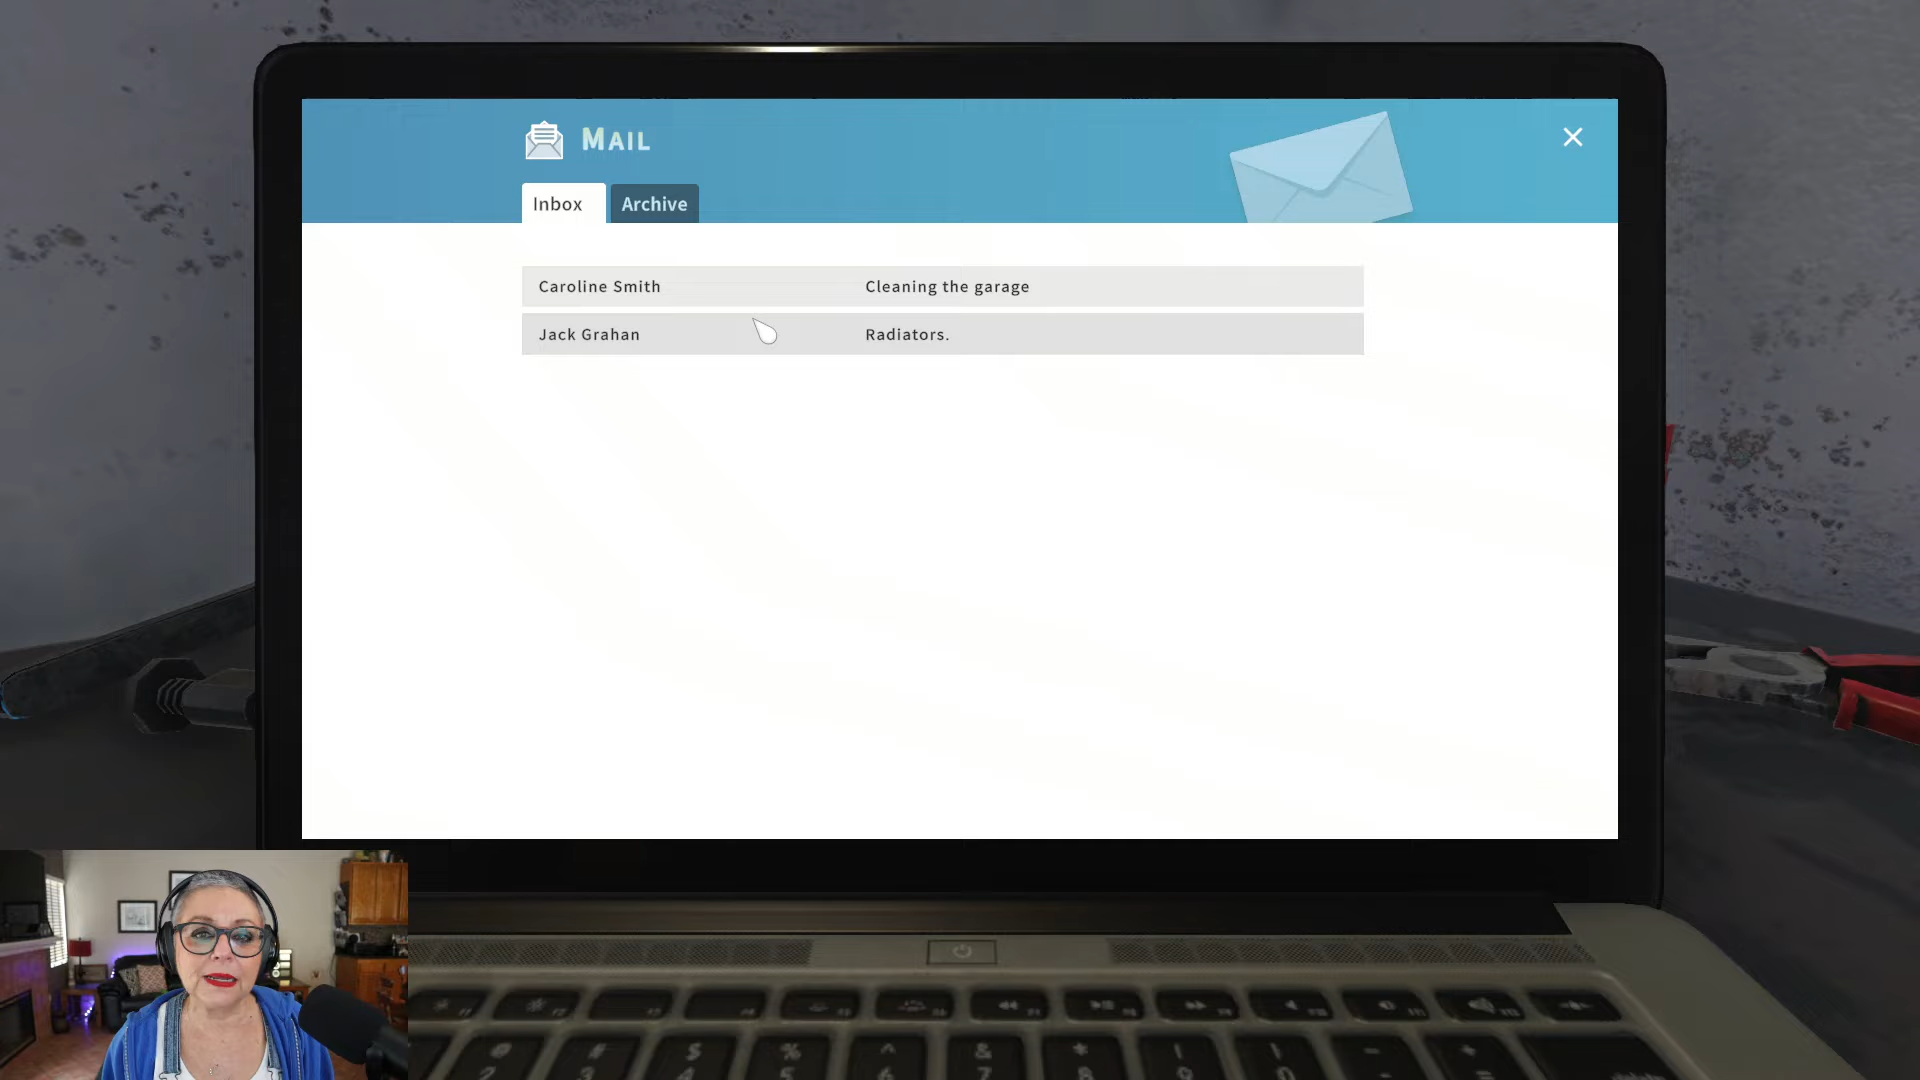 MAIL
Inbox
Archive
Caroline Smith
Cleaning the garage
Jack Grahan
Radiators.